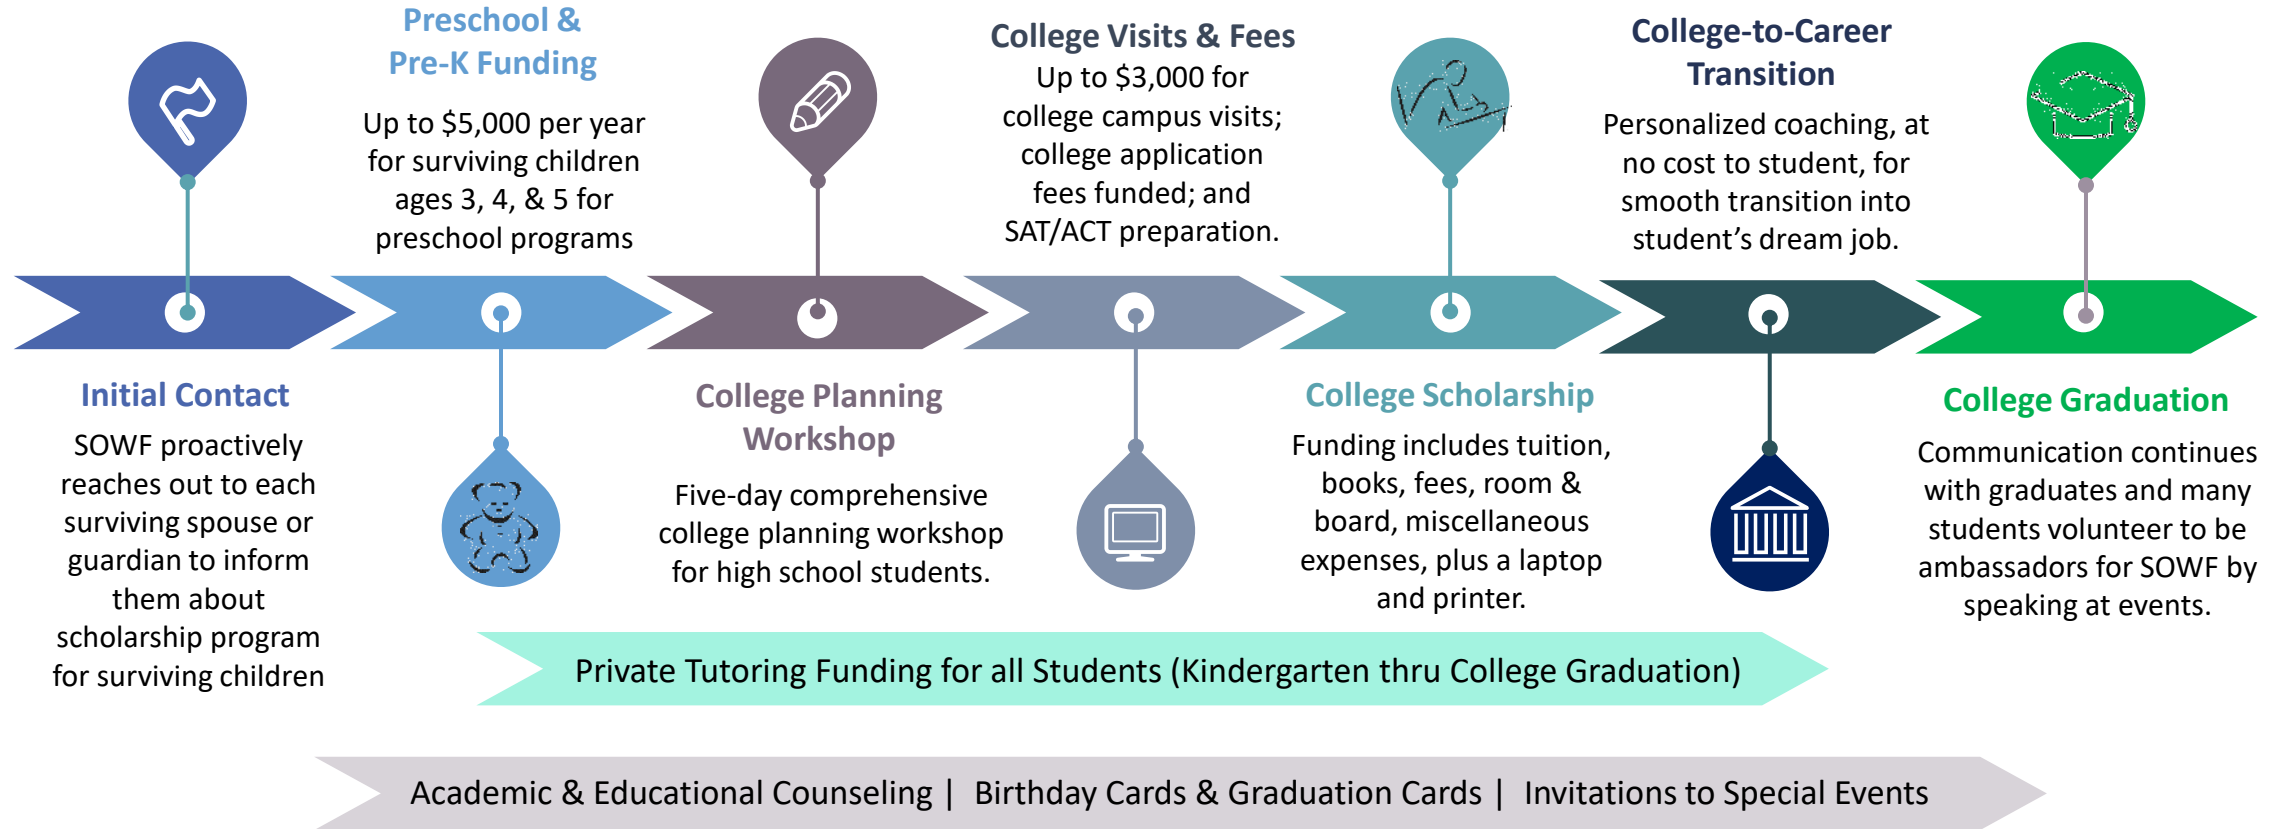 Initial Contact
SOWF proactively
reaches out to each
surviving spouse or
guardian to inform
them about
scholarship program
for surviving children
Preschool &
Pre-K Funding
Up to $5,000 per year
for surviving children
ages 3, 4, & 5 for
preschool programs
College Planning
Workshop
Five-day comprehensive
college planning workshop
for high school students.
College Visits & Fees
Up to $3,000 for
college campus visits;
college application
fees funded; and
SAT/ACT preparation.
College Scholarship
Funding includes tuition,
books, fees, room &
board, miscellaneous
expenses, plus a laptop
and printer.
College-to-Career
Transition
Personalized coaching, at
no cost to student, for
smooth transition into
student’s dream job.
College Graduation
Communication continues
with graduates and many
students volunteer to be
ambassadors for SOWF by
speaking at events.
Private Tutoring Funding for all Students (Kindergarten thru College Graduation)
Academic & Educational Counseling | Birthday Cards & Graduation Cards | Invitations to Special Events